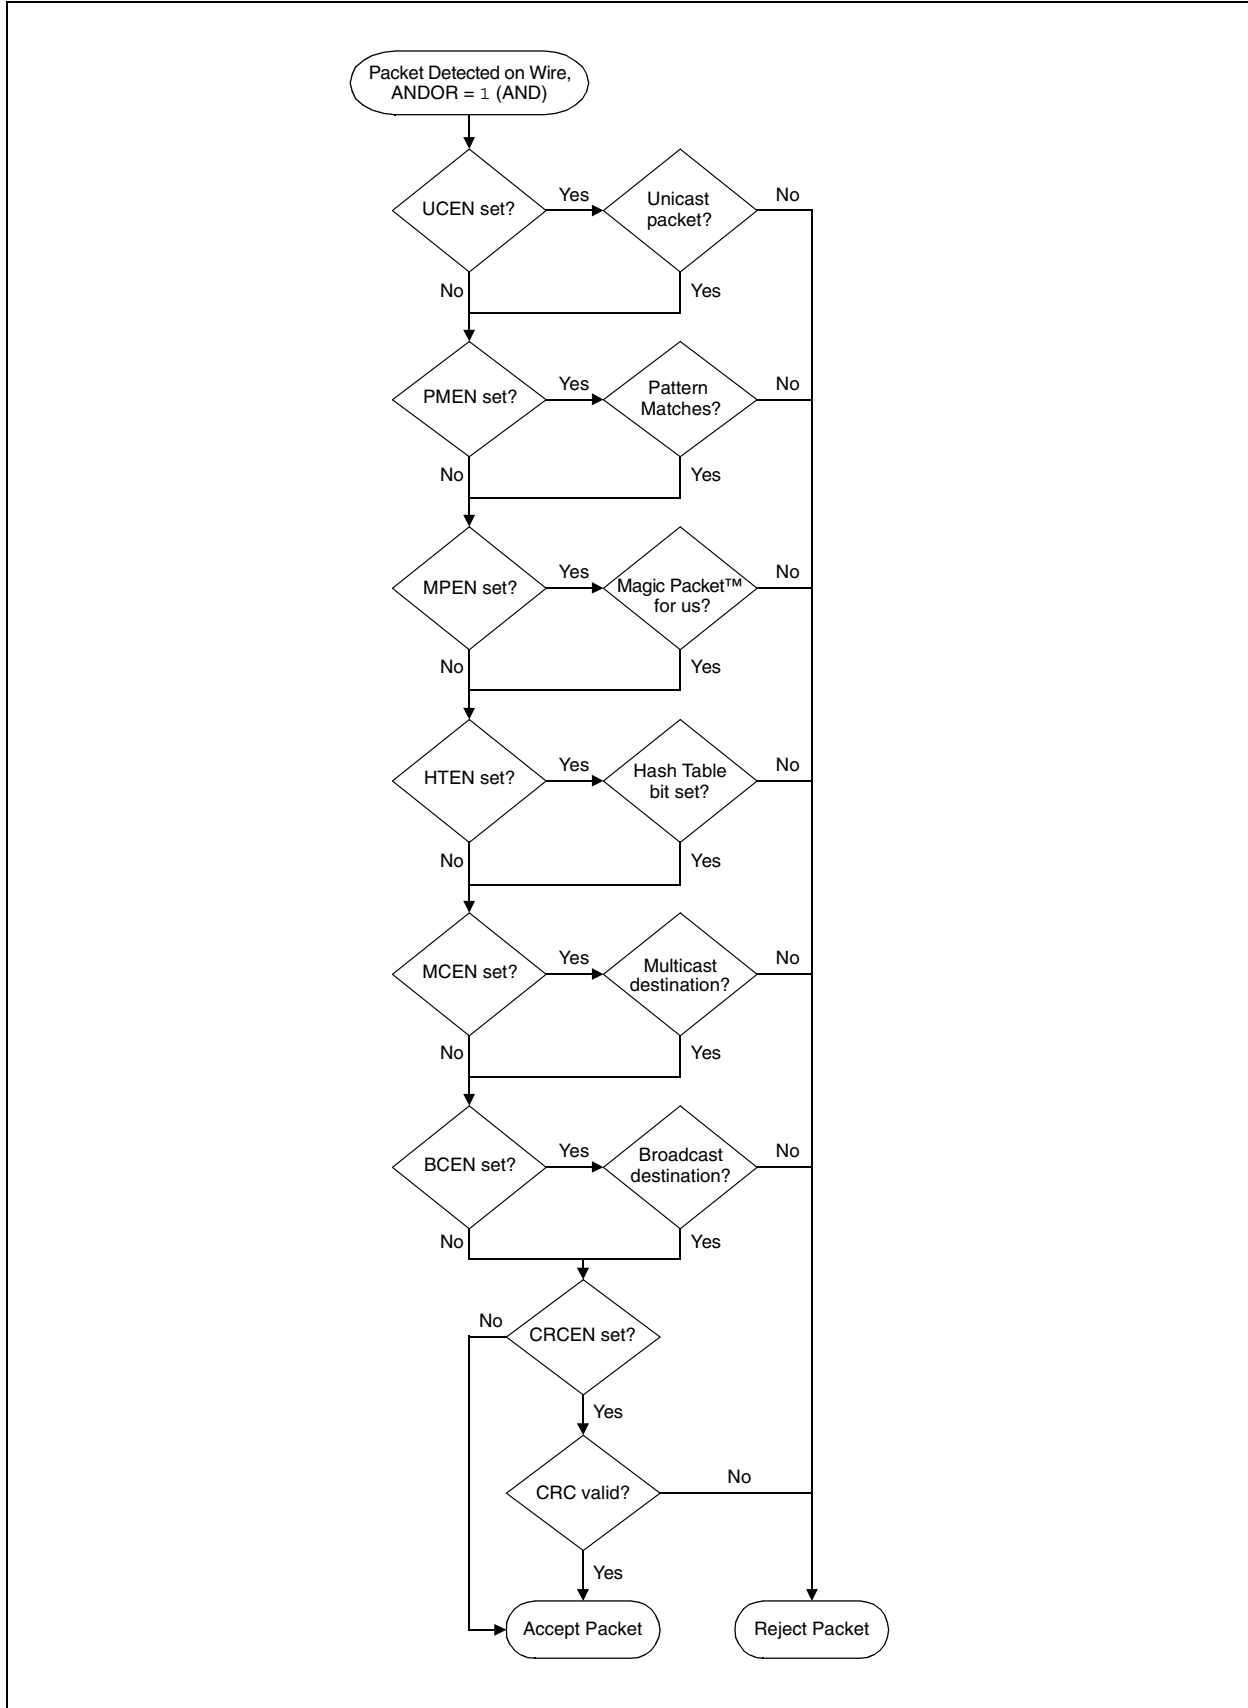 Packet Detected on Wire,
ANDOR = 1 (AND)
UCEN set?
Yes
Unicast
packet?
No
No
Yes
PMEN set?
Yes
Pattern
Matches?
No
No
Yes
MPEN set?
Yes
Magic Packet™
for us?
No
No
Yes
HTEN set?
Yes
Hash Table
bit set?
No
No
Yes
MCEN set?
Yes
Multicast
destination?
No
No
Yes
BCEN set?
Yes
Broadcast
destination?
No
No
Yes
No
CRCEN set?
Yes
CRC valid?
No
Yes
Accept Packet
Reject Packet